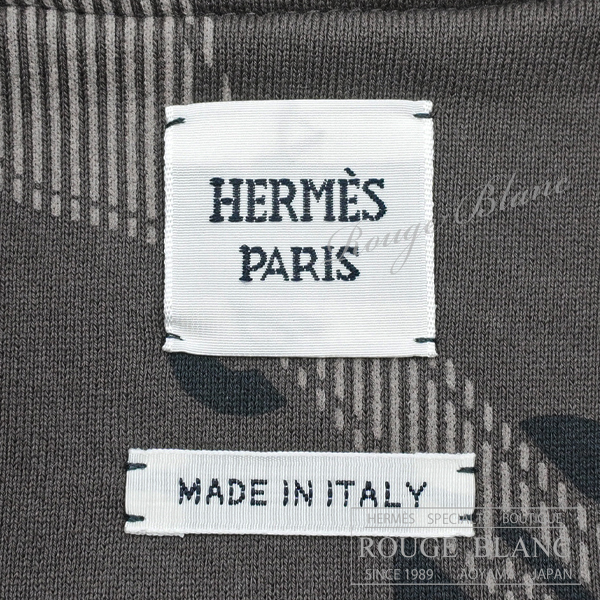 HERMÈS
PARIS
Rouge Blanc
MADE IN ITALY
HERMES SPECIALTY BOUTIQUE
ROUGE BLANC
SINCE 1989 AOYAMA JAPAN